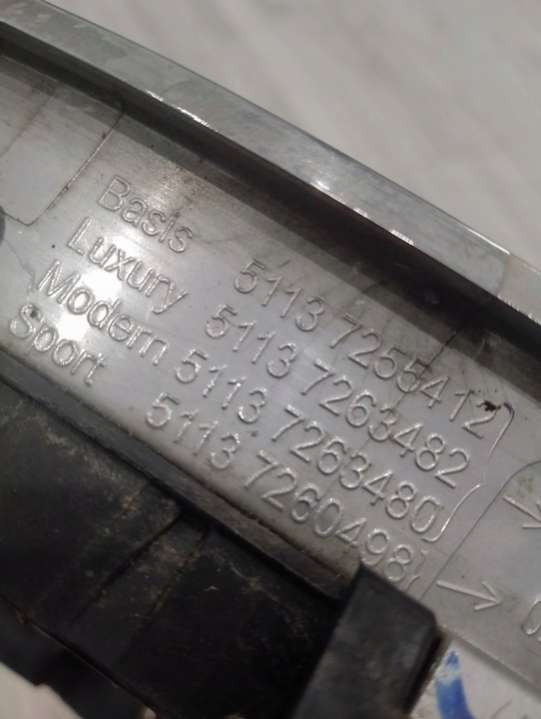 Basis 5113 7255412
Luxury 5113 7263482
Modern 5113 7263480
Sport 5113 7260498